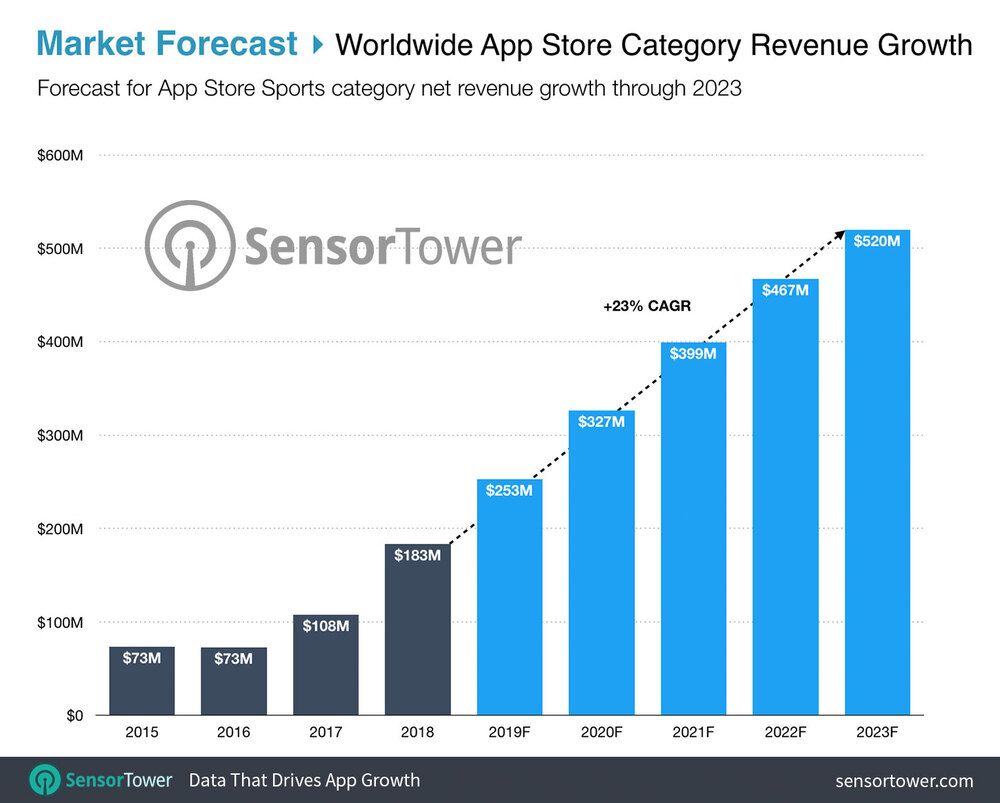 Market Forecast Worldwide App Store Category Revenue Growth
Forecast for App Store Sports category net revenue growth through 2023
$600M
SensorTower
$500M
$520M
$467M
+23% CAGR
$400M
$399M
$327M
$300M
$253M
$200M
$183M
$108M
$100M
$73M
$73M
$0
2015 2016 2017 2018 2019F 2020F 2021F 2022F 2023F
SensorTower Data That Drives App Growth sensortower.com